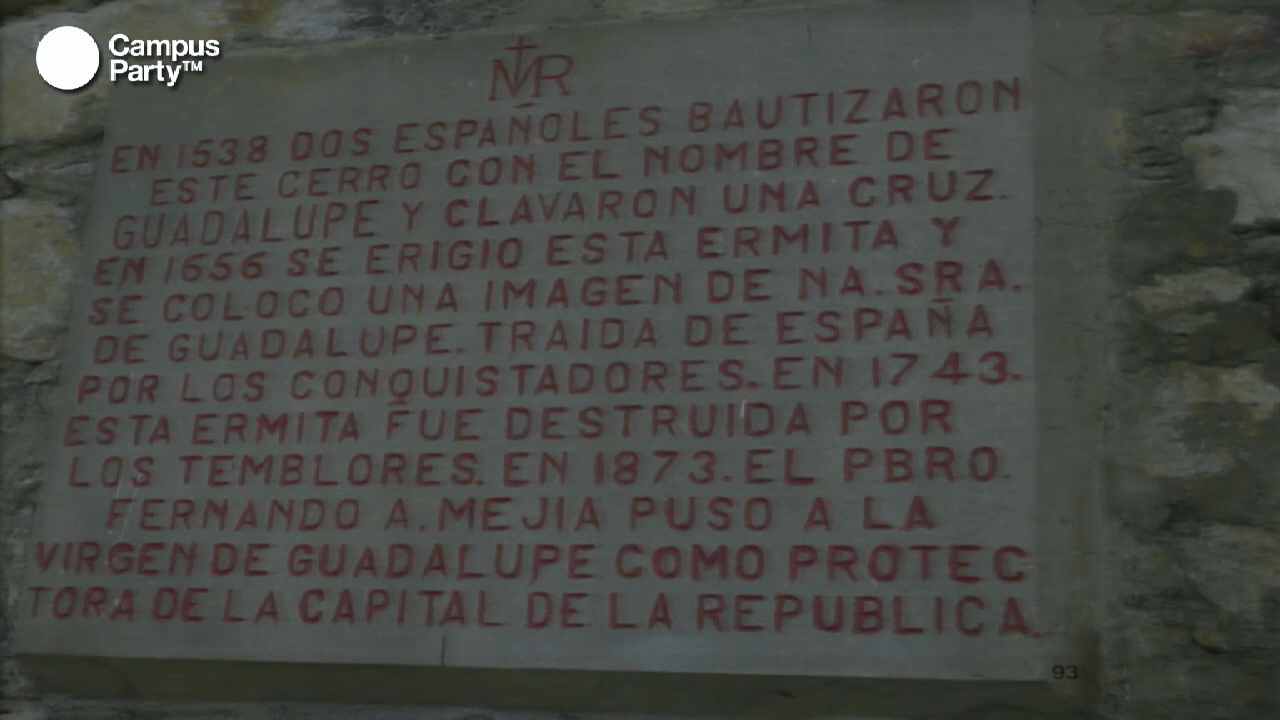 Campus
Party™
MR
EN 1538 DOS ESPAÑOLES BAUTIZARON
ESTE CERRO CON EL NOMBRE DE
GUADALUPE Y CLAVARON UNA CRUZ.
EN 1656 SE ERIGIO ESTA ERMITA Y
SE COLOCO UNA IMAGEN DE NA. SRA.
DE GUADALUPE. TRAIDA DE ESPAÑA
POR LOS CONQUISTADORES. EN 1743.
ESTA ERMITA FUE DESTRUIDA POR
LOS TEMBLORES. EN 1873. EL PBRO.
FERNANDO A. MEJIA PUSO A LA
VIRGEN DE GUADALUPE COMO PROTEC
TORA DE LA CAPITAL DE LA REPUBLICA.
93